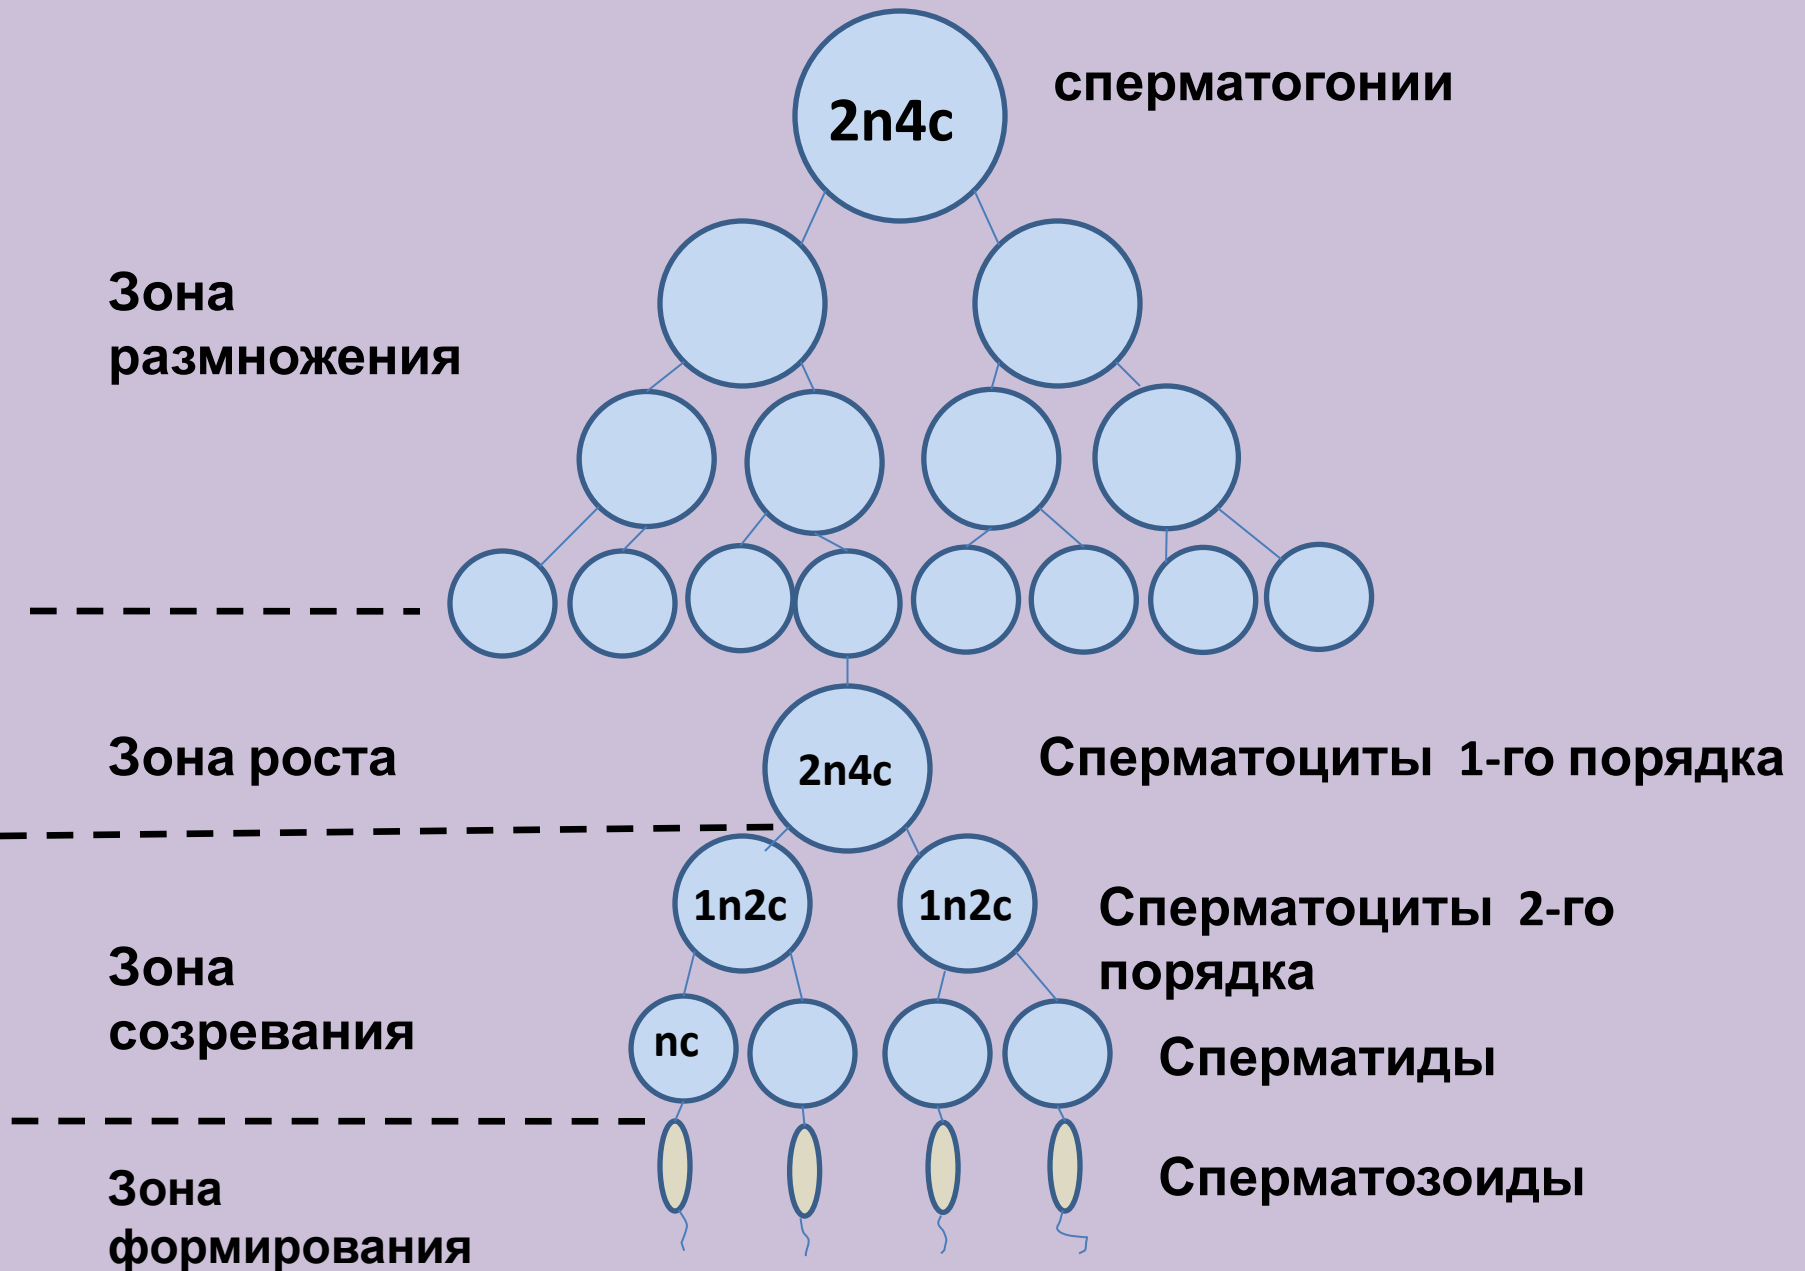 2n4c
сперматогонии
Зона
размножения
Зона роста
2n4c
Сперматоциты 1-го порядка
1n2c
1n2c
Сперматоциты 2-го
порядка
Зона
созревания
nc
Сперматиды
Сперматозоиды
Зона
формирования